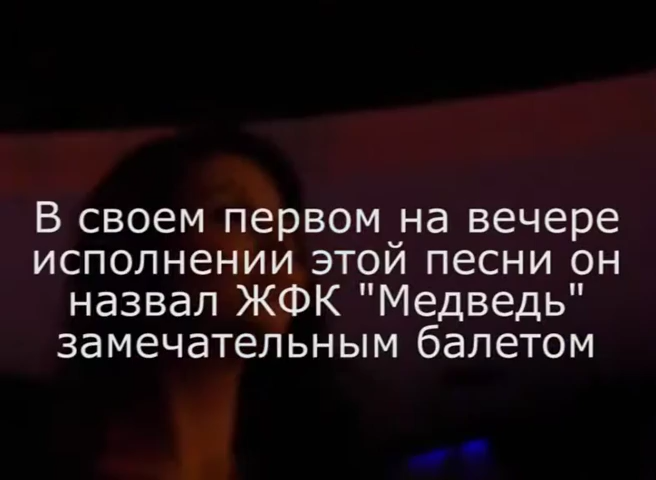 В своем первом на вечере
исполнении этой песни он
назвал ЖФК "Медведь"
замечательным балетом